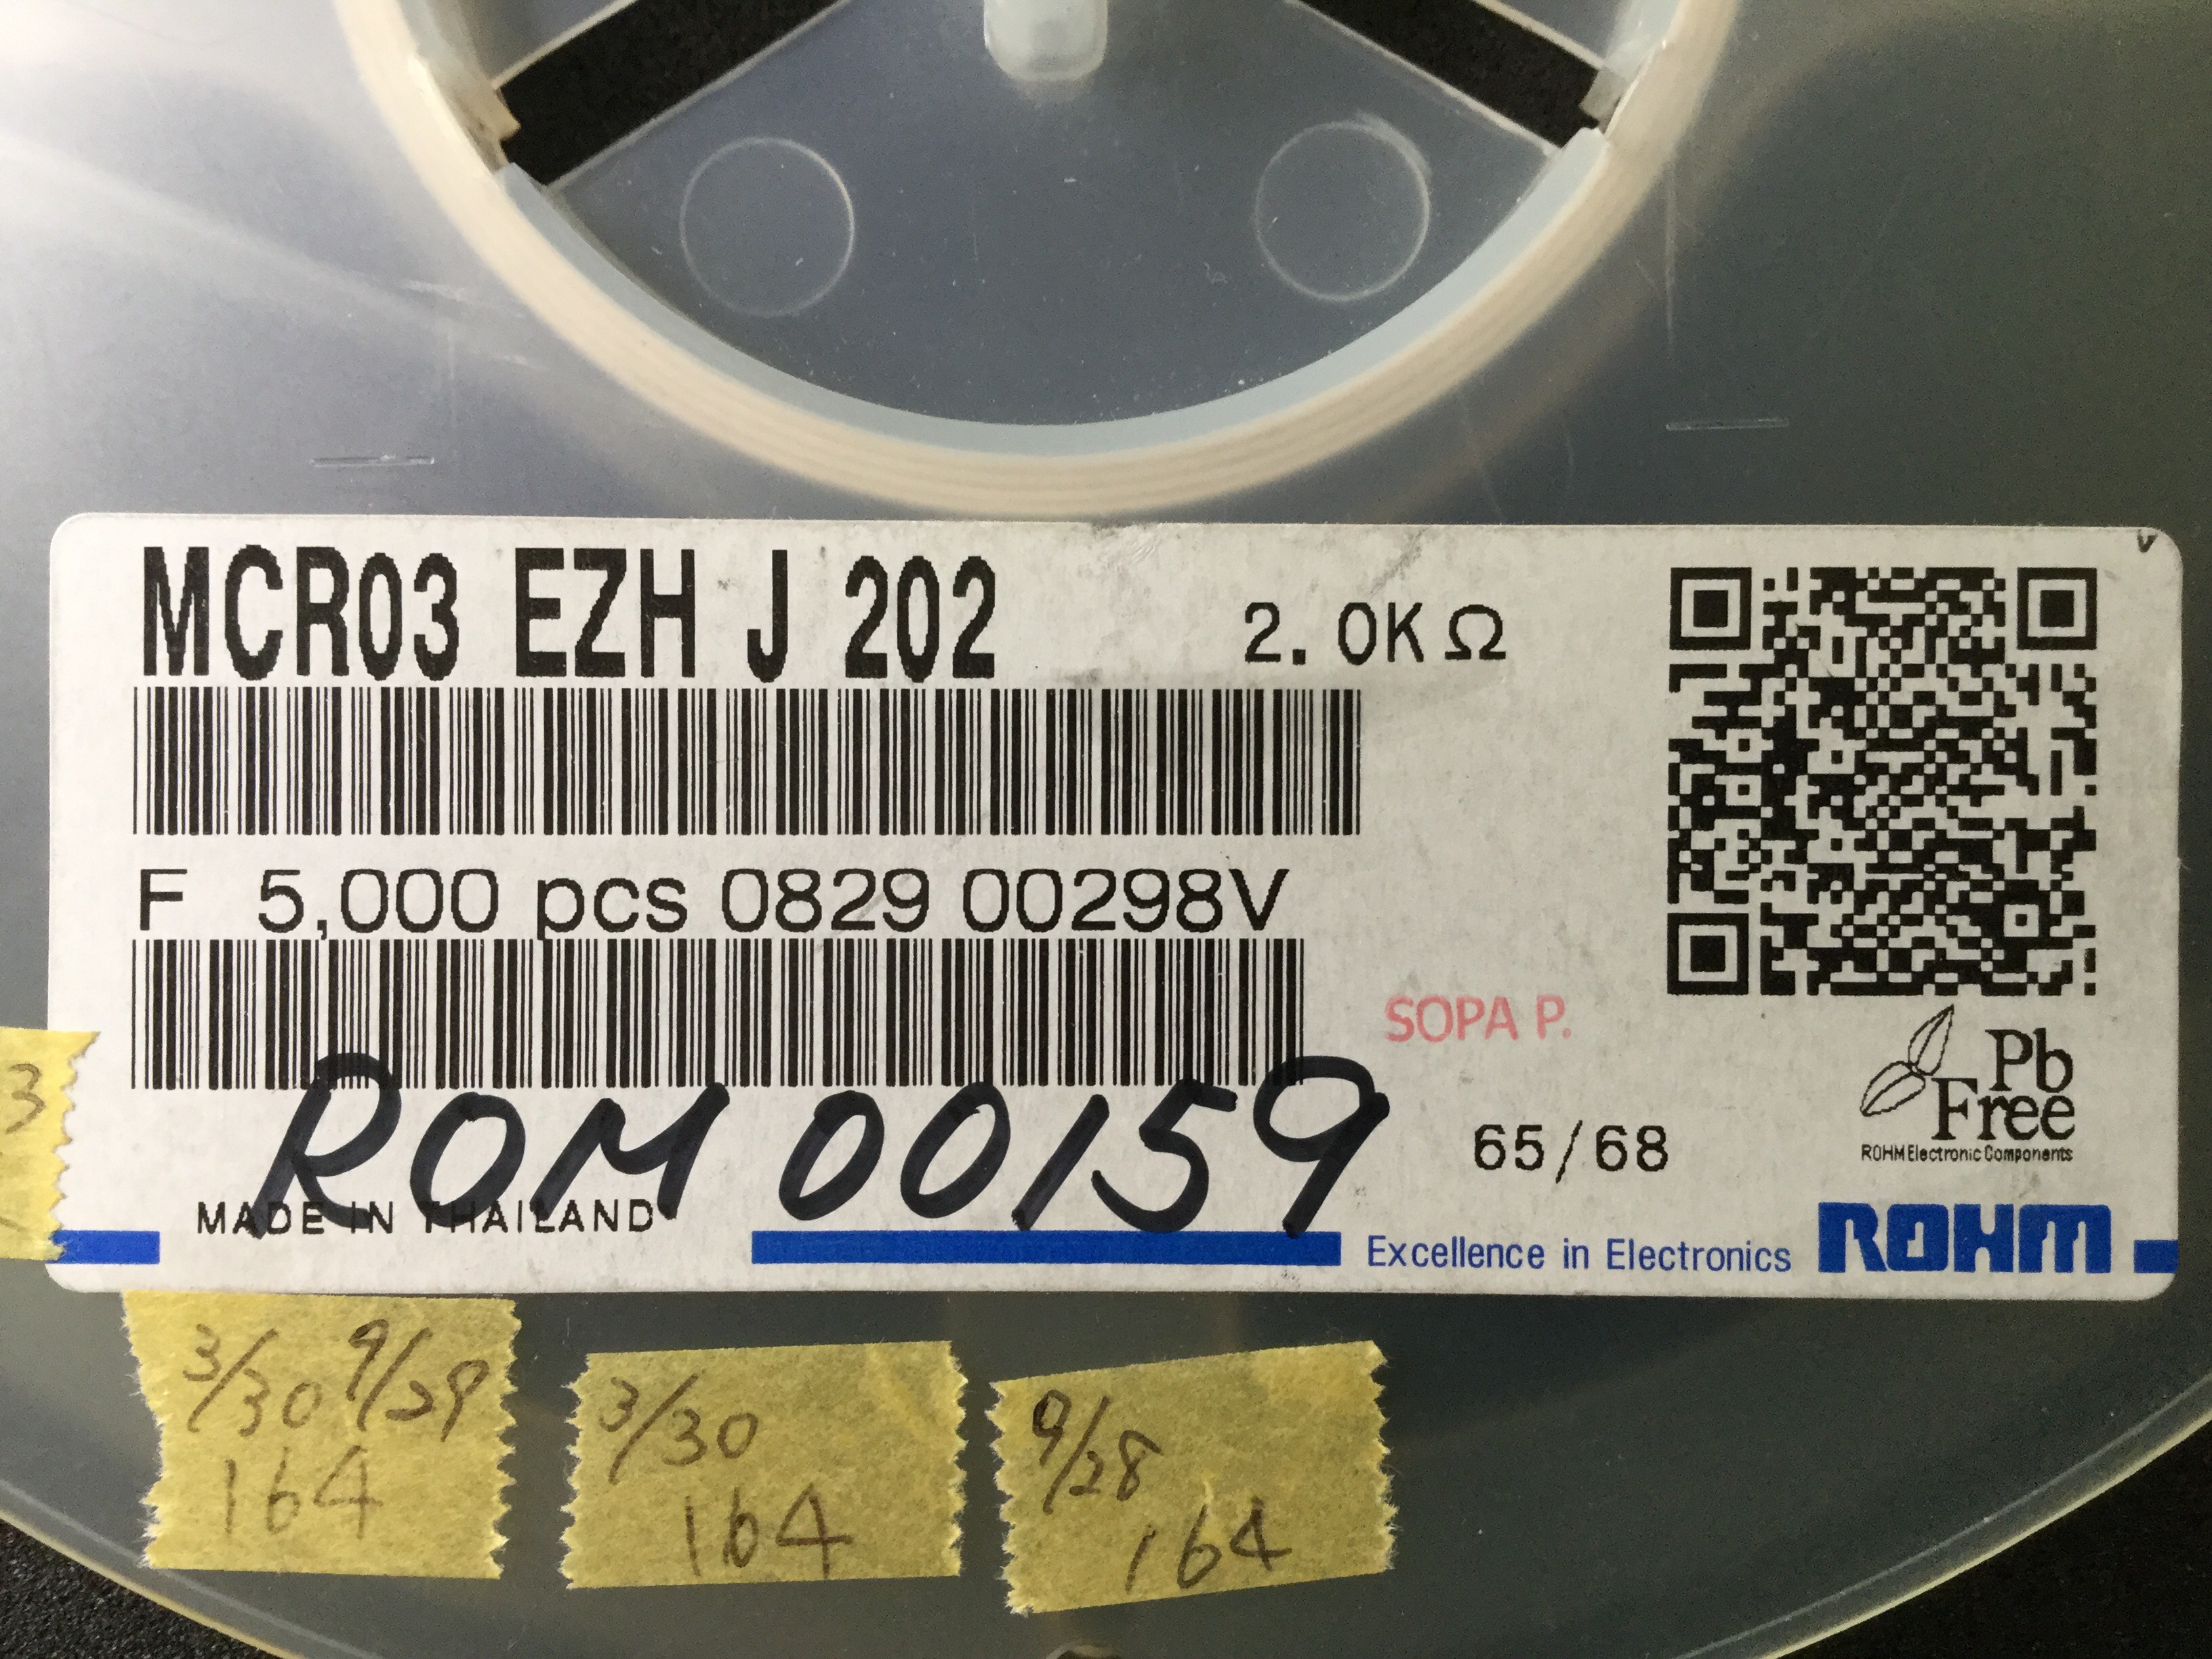 MCR03 EZH J 202 2.0KΩ
F 5,000 pcs 0829 00298V
SOPA P.
Pb
Free
ROHM Electronic Components
ROM 00159
65/68
MADE IN THAILAND
Excellence in Electronics ROHM
3
3/30 9/29
164
3/30
164
9/28
164